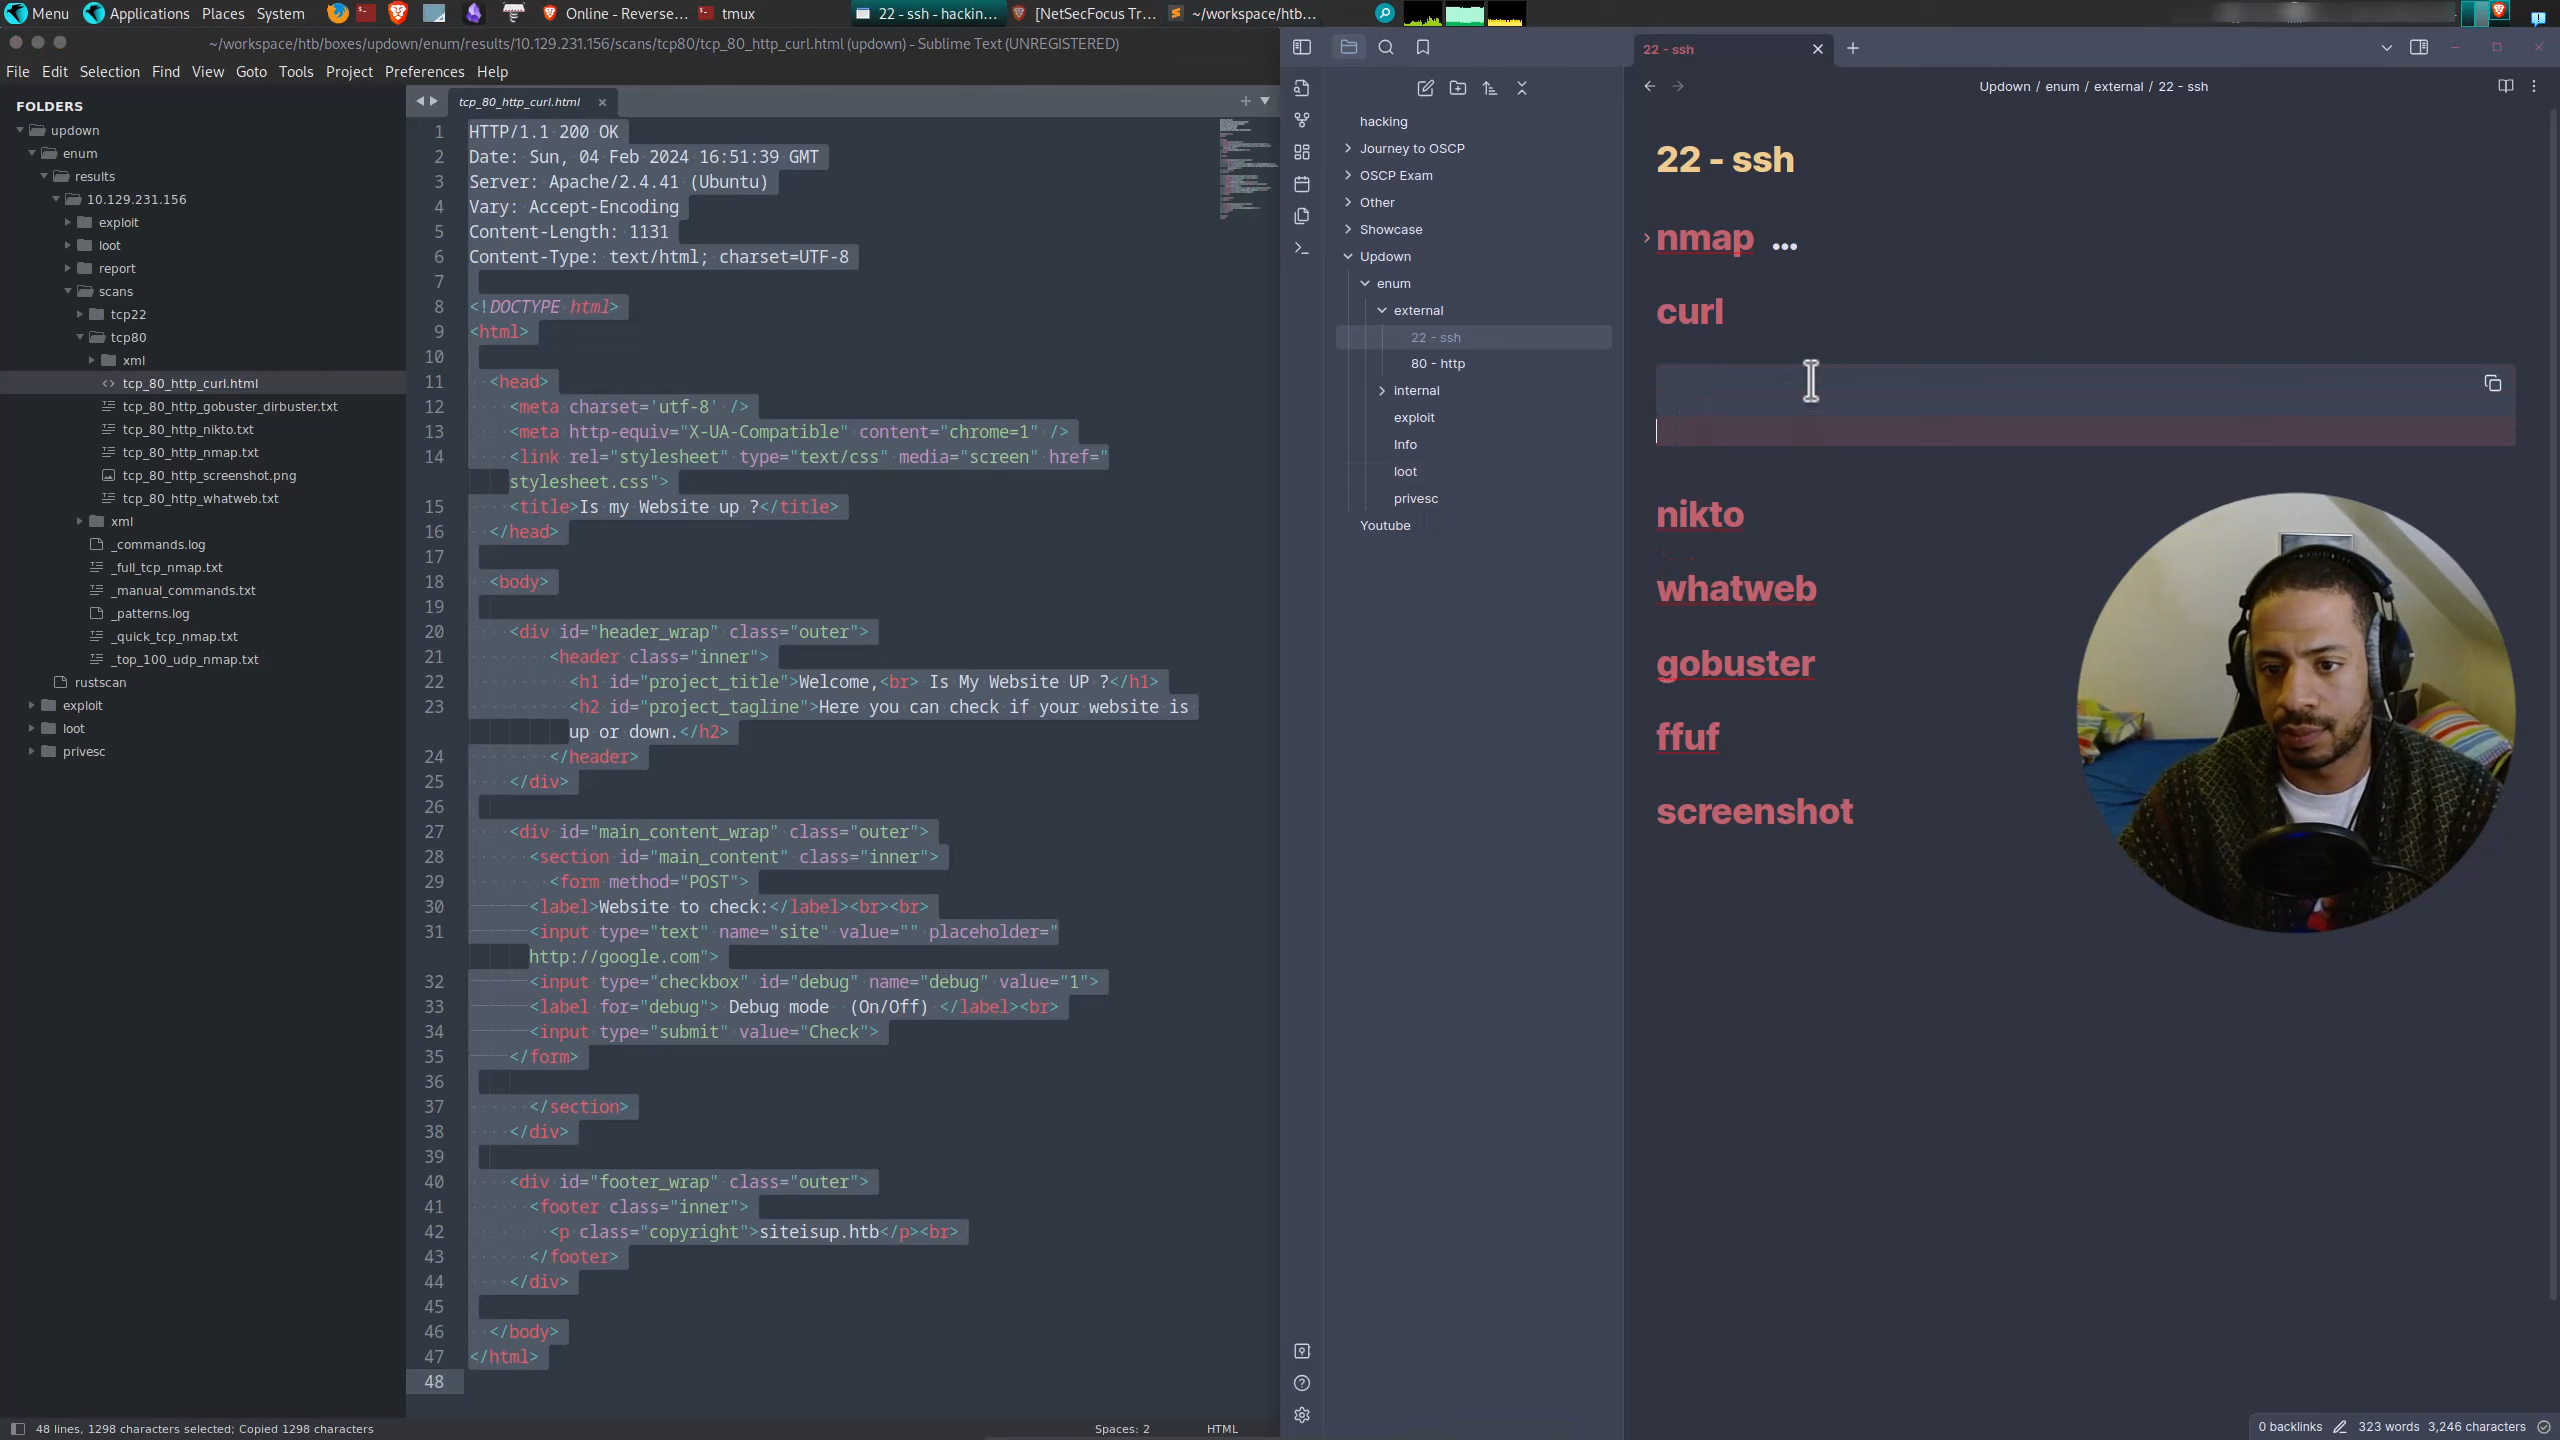 Menu Applications Places System Online - Reverse... tmux 22 - ssh - hackin... [NetSecFocus Tr... ~/workspace/htb...
~/workspace/htb/boxes/updown/enum/results/10.129.231.156/scans/tcp80/tcp_80_http_curl.html (updown) - Sublime Text (UNREGISTERED)
File Edit Selection Find View Goto Tools Project Preferences Help
FOLDERS
updown
enum
results
10.129.231.156
exploit
loot
report
scans
tcp22
tcp80
xml
tcp_80_http_curl.html
tcp_80_http_gobuster_dirbuster.txt
tcp_80_http_nikto.txt
tcp_80_http_nmap.txt
tcp_80_http_screenshot.png
tcp_80_http_whatweb.txt
xml
_commands.log
_full_tcp_nmap.txt
_manual_commands.txt
_patterns.log
_quick_tcp_nmap.txt
_top_100_udp_nmap.txt
rustscan
exploit
loot
privesc
tcp_80_http_curl.html
1 HTTP/1.1 200 OK
2 Date: Sun, 04 Feb 2024 16:51:39 GMT
3 Server: Apache/2.4.41 (Ubuntu)
4 Vary: Accept-Encoding
5 Content-Length: 1131
6 Content-Type: text/html; charset=UTF-8
7
8 <!DOCTYPE html>
9 <html>
10
11 <head>
12 <meta charset='utf-8' />
13 <meta http-equiv="X-UA-Compatible" content="chrome=1" />
14 <link rel="stylesheet" type="text/css" media="screen" href="
stylesheet.css">
15 <title>Is my Website up ?</title>
16 </head>
17
18 <body>
19
20 <div id="header_wrap" class="outer">
21 <header class="inner">
22 <h1 id="project_title">Welcome,<br> Is My Website UP ?</h1>
23 <h2 id="project_tagline">Here you can check if your website is
up or down.</h2>
24 </header>
25 </div>
26
27 <div id="main_content_wrap" class="outer">
28 <section id="main_content" class="inner">
29 <form method="POST">
30 <label>Website to check:</label><br><br>
31 <input type="text" name="site" value="" placeholder="
http://google.com">
32 <input type="checkbox" id="debug" name="debug" value="1">
33 <label for="debug"> Debug mode (On/Off) </label><br>
34 <input type="submit" value="Check">
35 </form>
36
37 </section>
38 </div>
39
40 <div id="footer_wrap" class="outer">
41 <footer class="inner">
42 <p class="copyright">siteisup.htb</p><br>
43 </footer>
44 </div>
45
46 </body>
47 </html>
48
48 lines, 1298 characters selected; Copied 1298 characters Spaces: 2 HTML
hacking
Journey to OSCP
OSCP Exam
Other
Showcase
Updown
enum
external
22 - ssh
80 - http
internal
exploit
Info
loot
privesc
Youtube
22 - ssh
Updown / enum / external / 22 - ssh
22 - ssh
nmap ...
curl
nikto
whatweb
gobuster
ffuf
screenshot
0 backlinks 323 words 3,246 characters